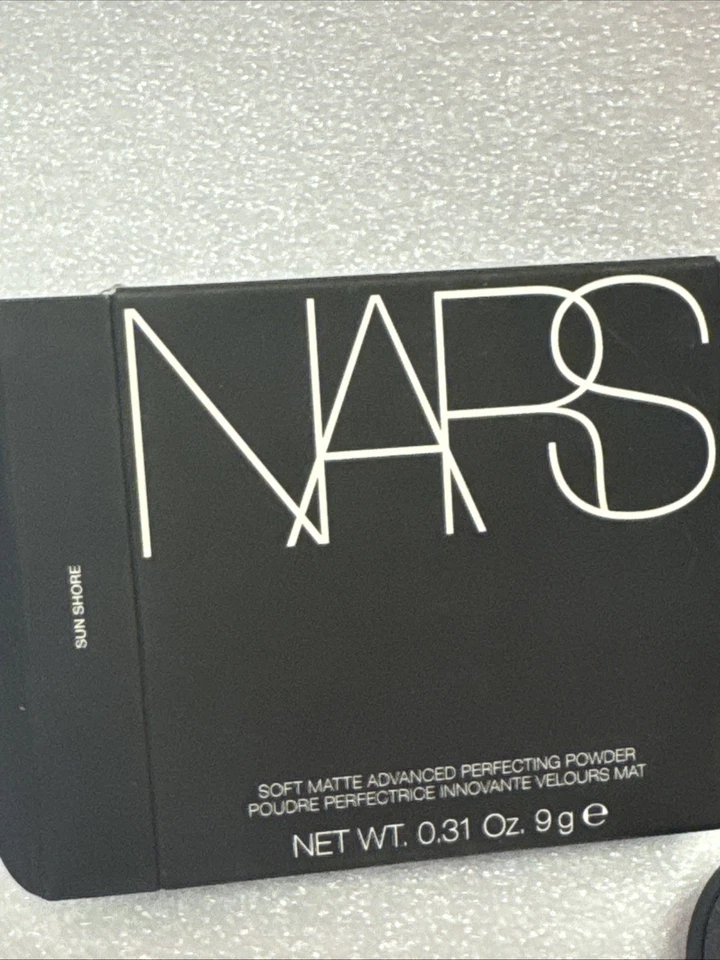 NARS
SUN SHORE
SOFT MATTE ADVANCED PERFECTING POWDER
POUDRE PERFECTRICE INNOVANTE VELOURS MAT
NET WT. 0.31 Oz. 9 g ℮